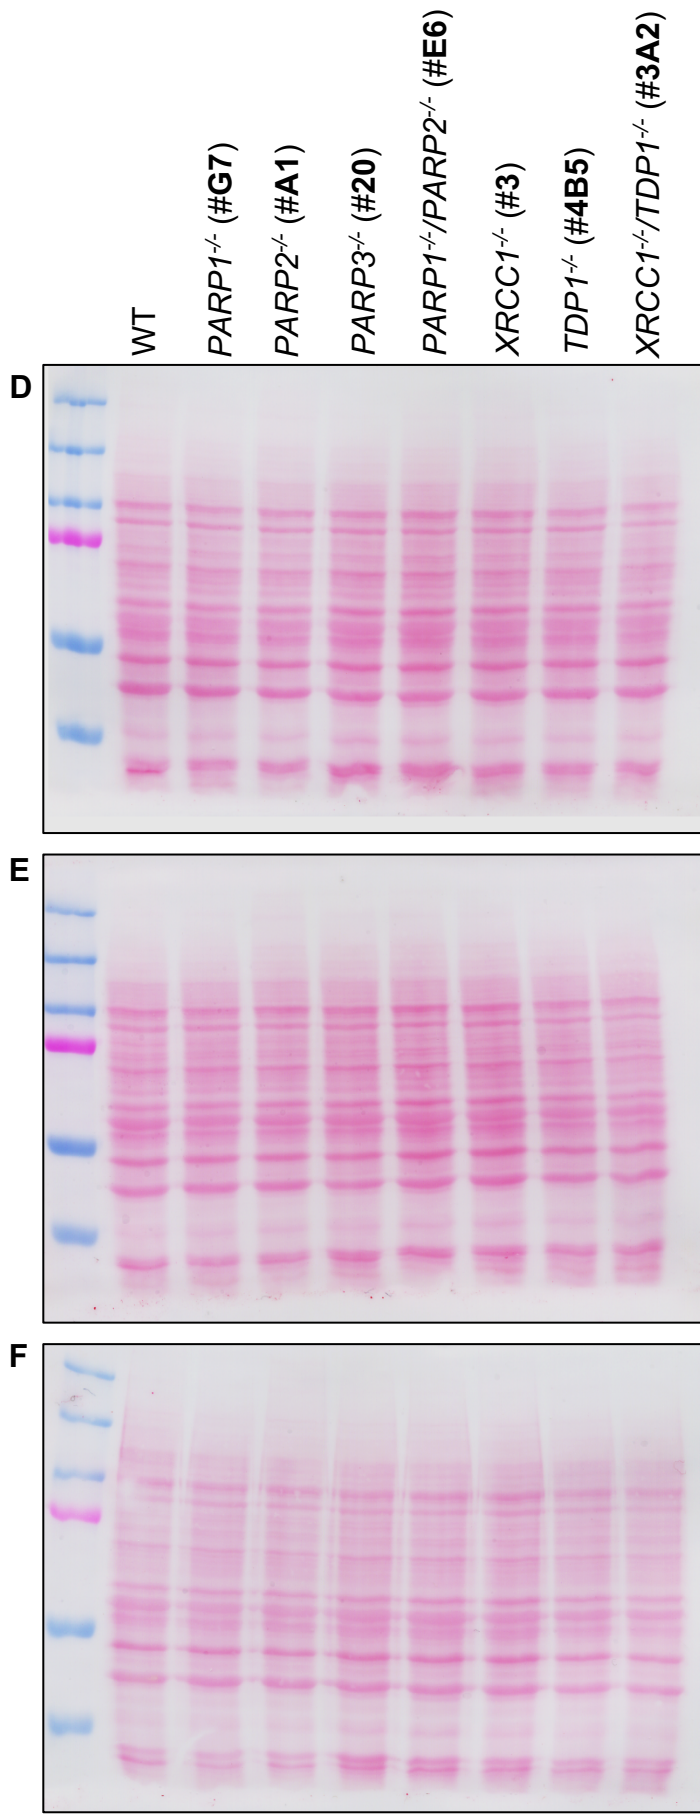 WT
PARP1-/- (#G7)
PARP2-/- (#A1)
PARP3-/- (#20)
PARP1-/-/PARP2-/- (#E6)
XRCC1-/- (#3)
TDP1-/- (#4B5)
XRCC1-/-/TDP1-/- (#3A2)
D
E
F